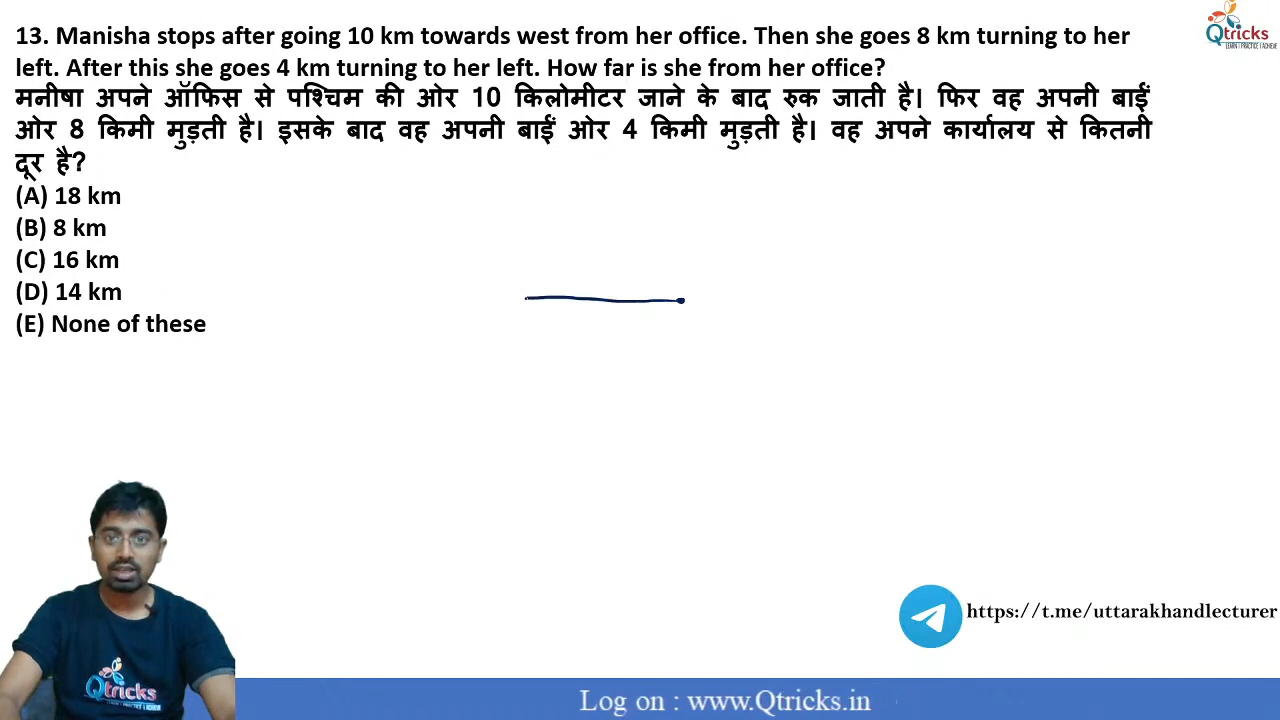 13. Manisha stops after going 10 km towards west from her office. Then she goes 8 km turning to her
left. After this she goes 4 km turning to her left. How far is she from her office?
मनीषा अपने ऑफिस से पश्चिम की ओर 10 किलोमीटर जाने के बाद रुक जाती है। फिर वह अपनी बाईं
ओर 8 किमी मुड़ती है। इसके बाद वह अपनी बाईं ओर 4 किमी मुड़ती है। वह अपने कार्यालय से कितनी
दूर है?
(A) 18 km
(B) 8 km
(C) 16 km
(D) 14 km
(E) None of these
Qtricks
LEARN | PRACTICE | ACHIEVE
Qtricks
https://t.me/uttarakhandlecturer
Log on : www.Qtricks.in